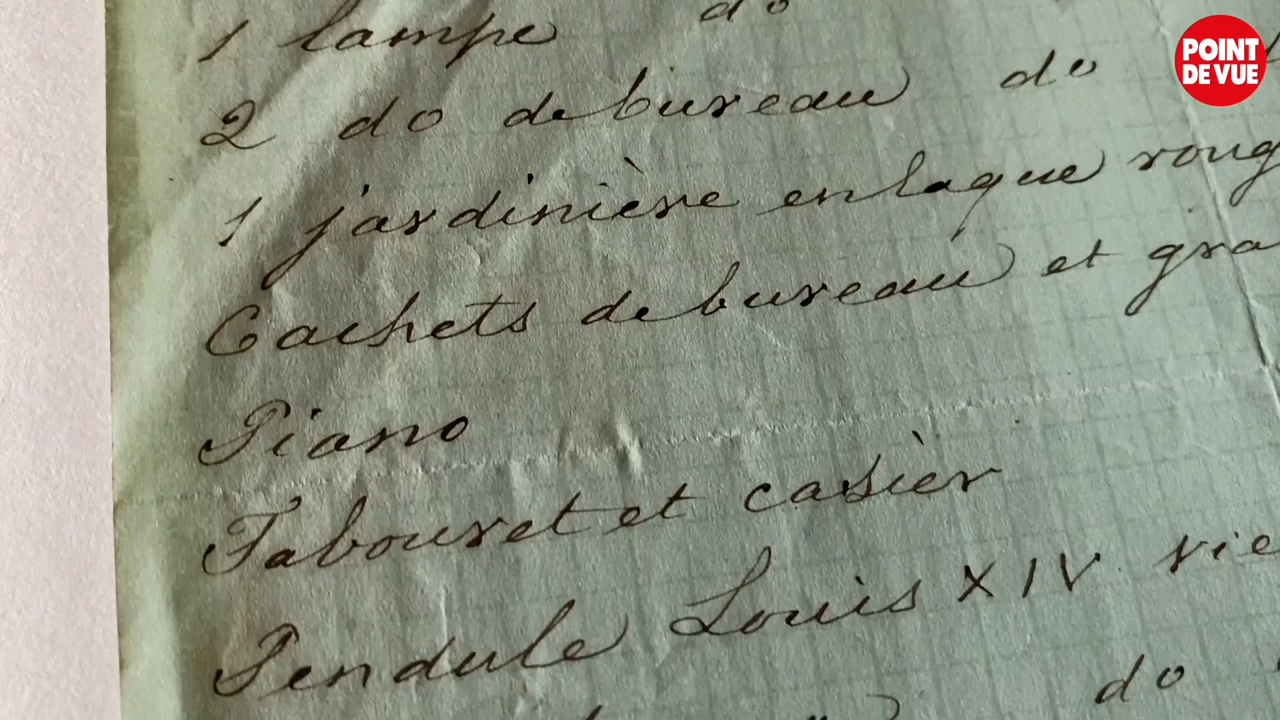 1 lampe do
2 do de bureau do
1 jardinière en laque roug
Cachets de bureau et gra
Piano
Tabouret et casièr
Pendule Louis XIV vie
do
POINT
DE VUE